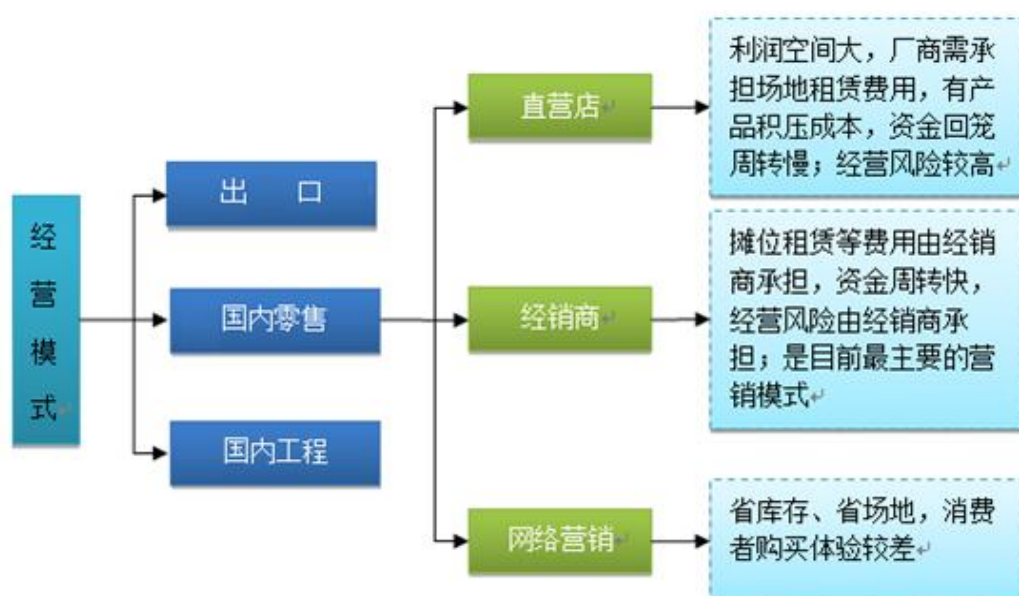 经
营
模
式
出 口
国内零售
国内工程
直营店
经销商
网络营销
利润空间大，厂商需承
担场地租赁费用，有产
品积压成本，资金回笼
周转慢；经营风险较高
摊位租赁等费用由经销
商承担，资金周转快，
经营风险由经销商承
担；是目前最主要的营
销模式
省库存、省场地，消费
者购买体验较差